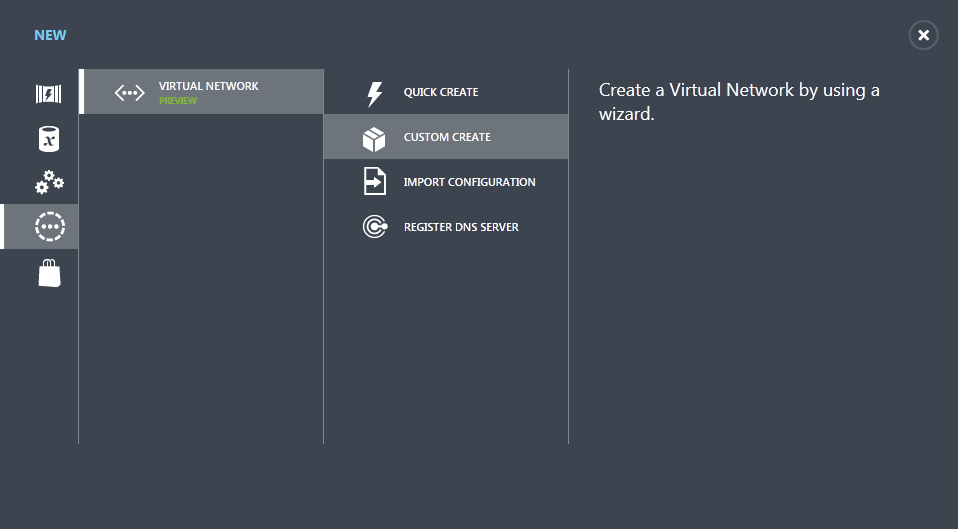 NEW
VIRTUAL NETWORK
PREVIEW
QUICK CREATE
CUSTOM CREATE
IMPORT CONFIGURATION
REGISTER DNS SERVER
Create a Virtual Network by using a
wizard.